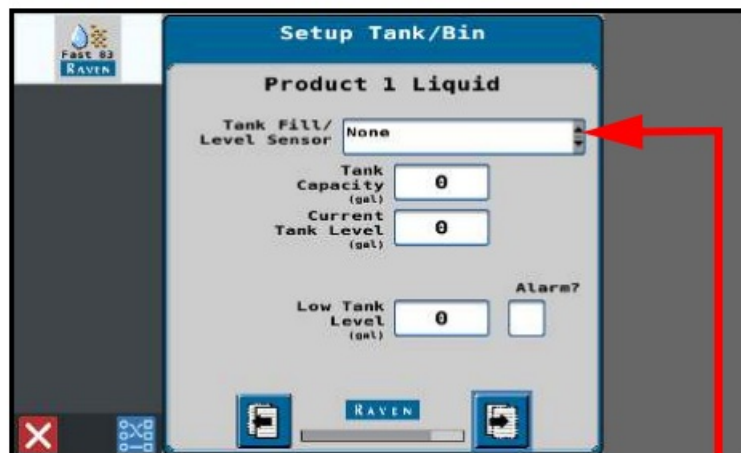 Fast 83
RAVEN
Setup Tank/Bin
Product 1 Liquid
Tank Fill/
Level Sensor
None
Tank
Capacity
(gal)
0
Current
Tank Level
(gal)
0
Alarm?
Low Tank
Level
(gal)
0
RAVEN